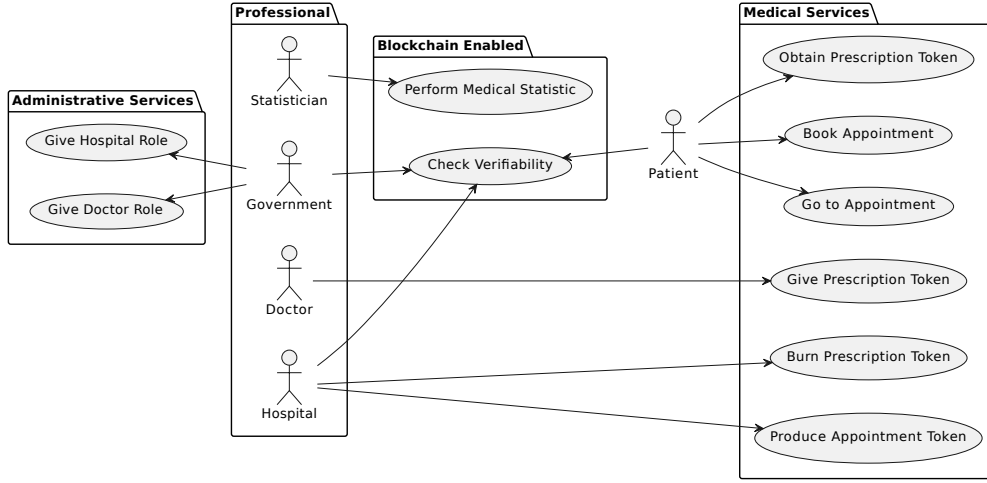 Professional
Statistician
Government
Doctor
Hospital
Administrative Services
Give Hospital Role
Give Doctor Role
Blockchain Enabled
Perform Medical Statistic
Check Verifiability
Patient
Medical Services
Obtain Prescription Token
Book Appointment
Go to Appointment
Give Prescription Token
Burn Prescription Token
Produce Appointment Token